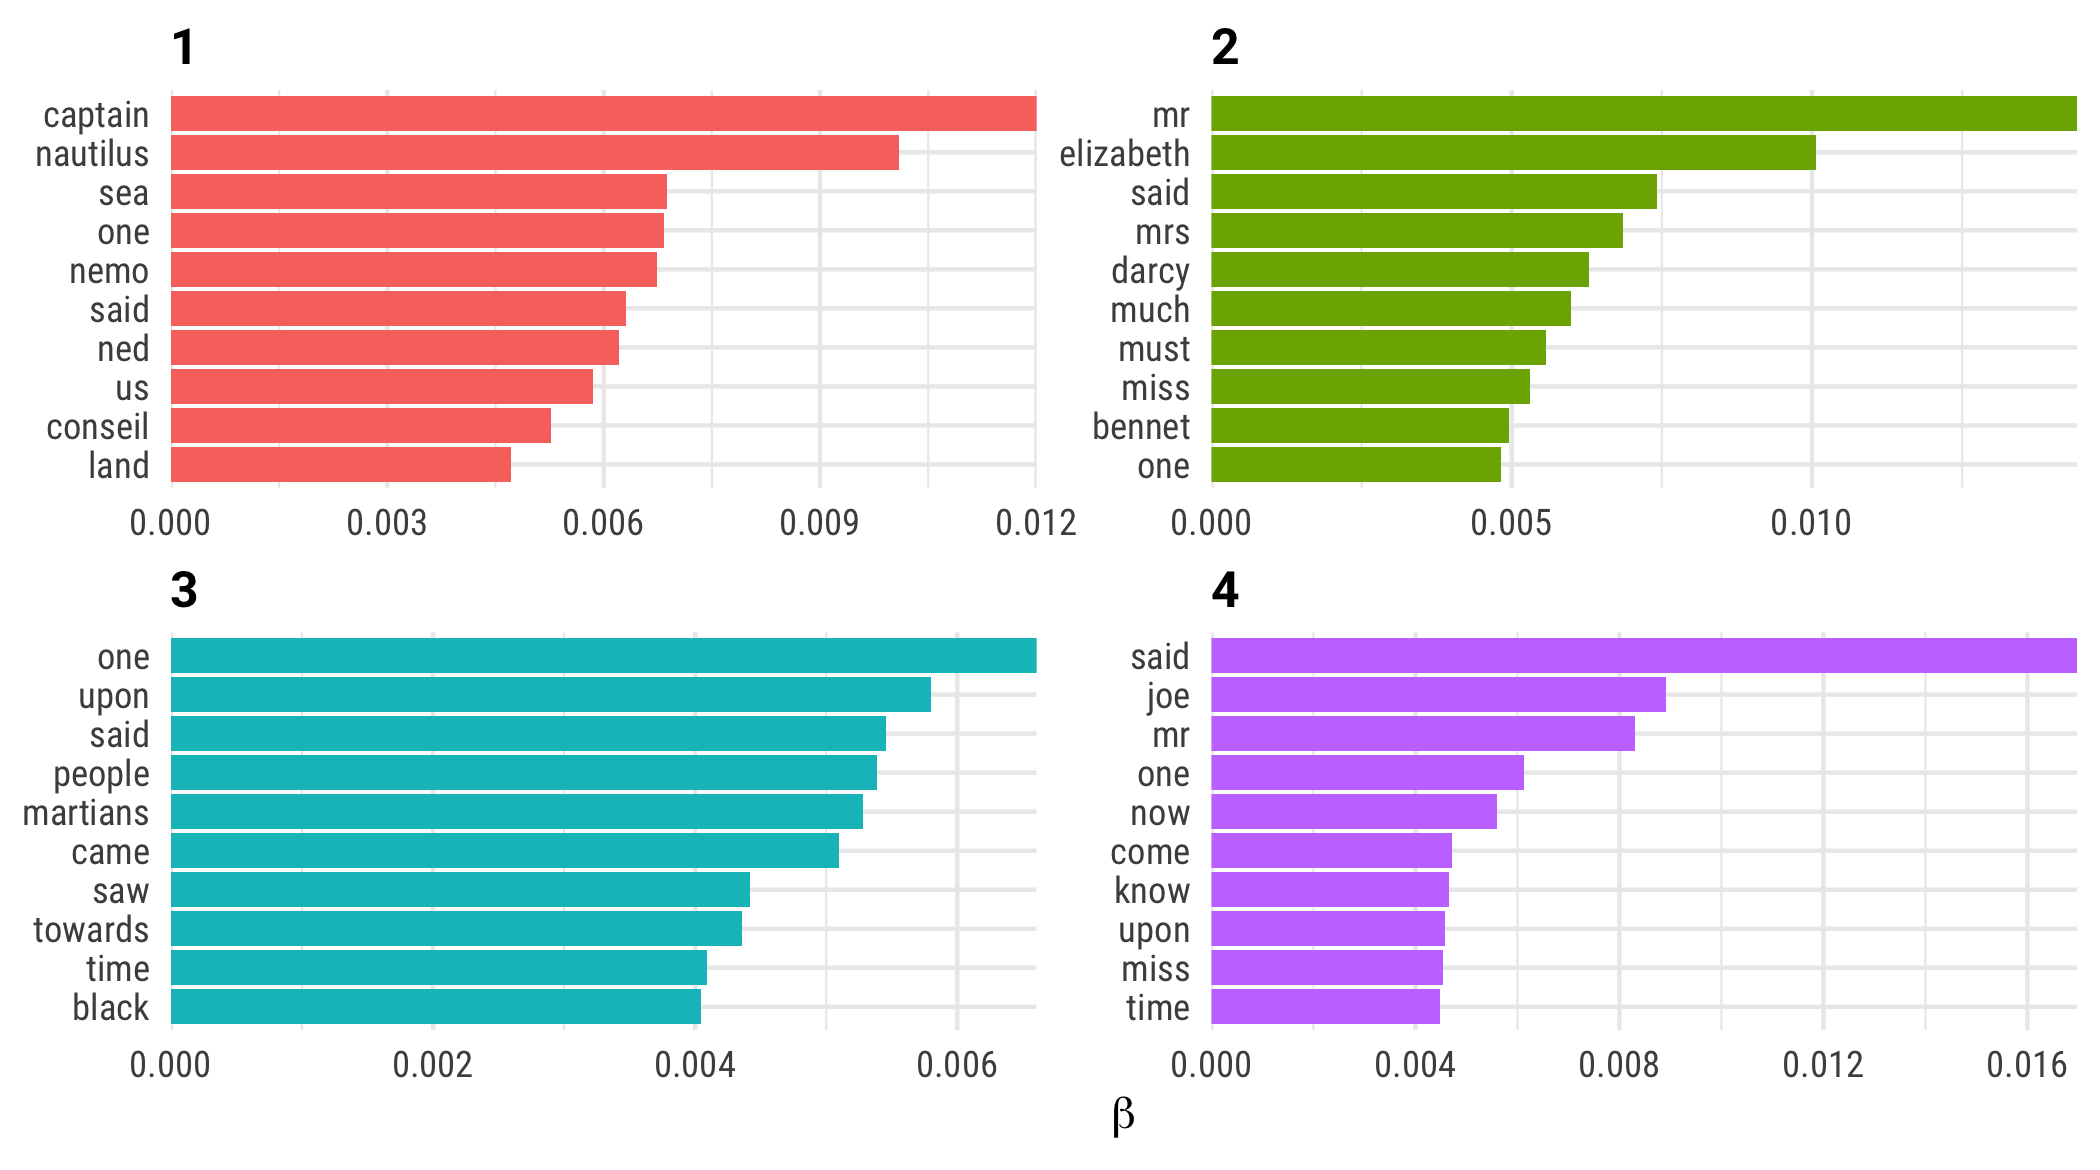 1
captain
nautilus
sea
one
nemo
said
ned
us
conseil
land
0.000 0.003 0.006 0.009 0.012
2
mr
elizabeth
said
mrs
darcy
much
must
miss
bennet
one
0.000 0.005 0.010
3
one
upon
said
people
martians
came
saw
towards
time
black
0.000 0.002 0.004 0.006
4
said
joe
mr
one
now
come
know
upon
miss
time
0.000 0.004 0.008 0.012 0.016
β